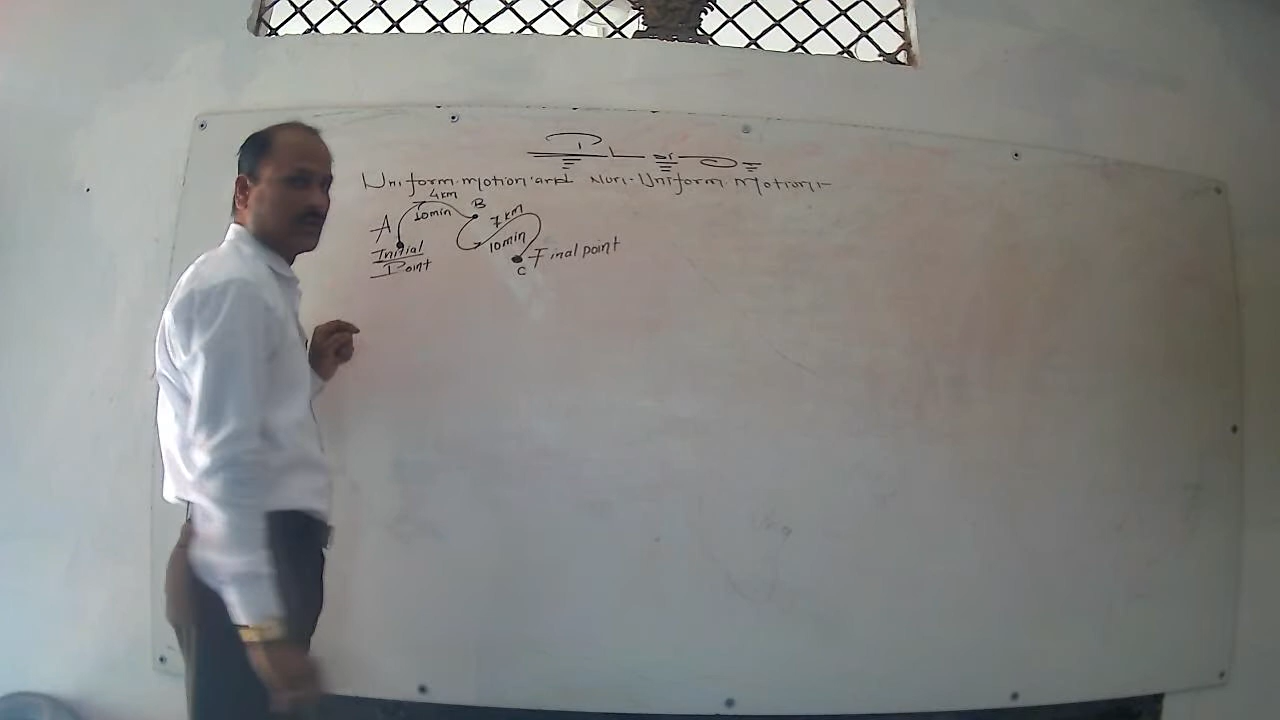 Uniform motion and Non-Uniform Motion:-
4km
10min
B
7km
A
10min
Initial
Point
Final point
C